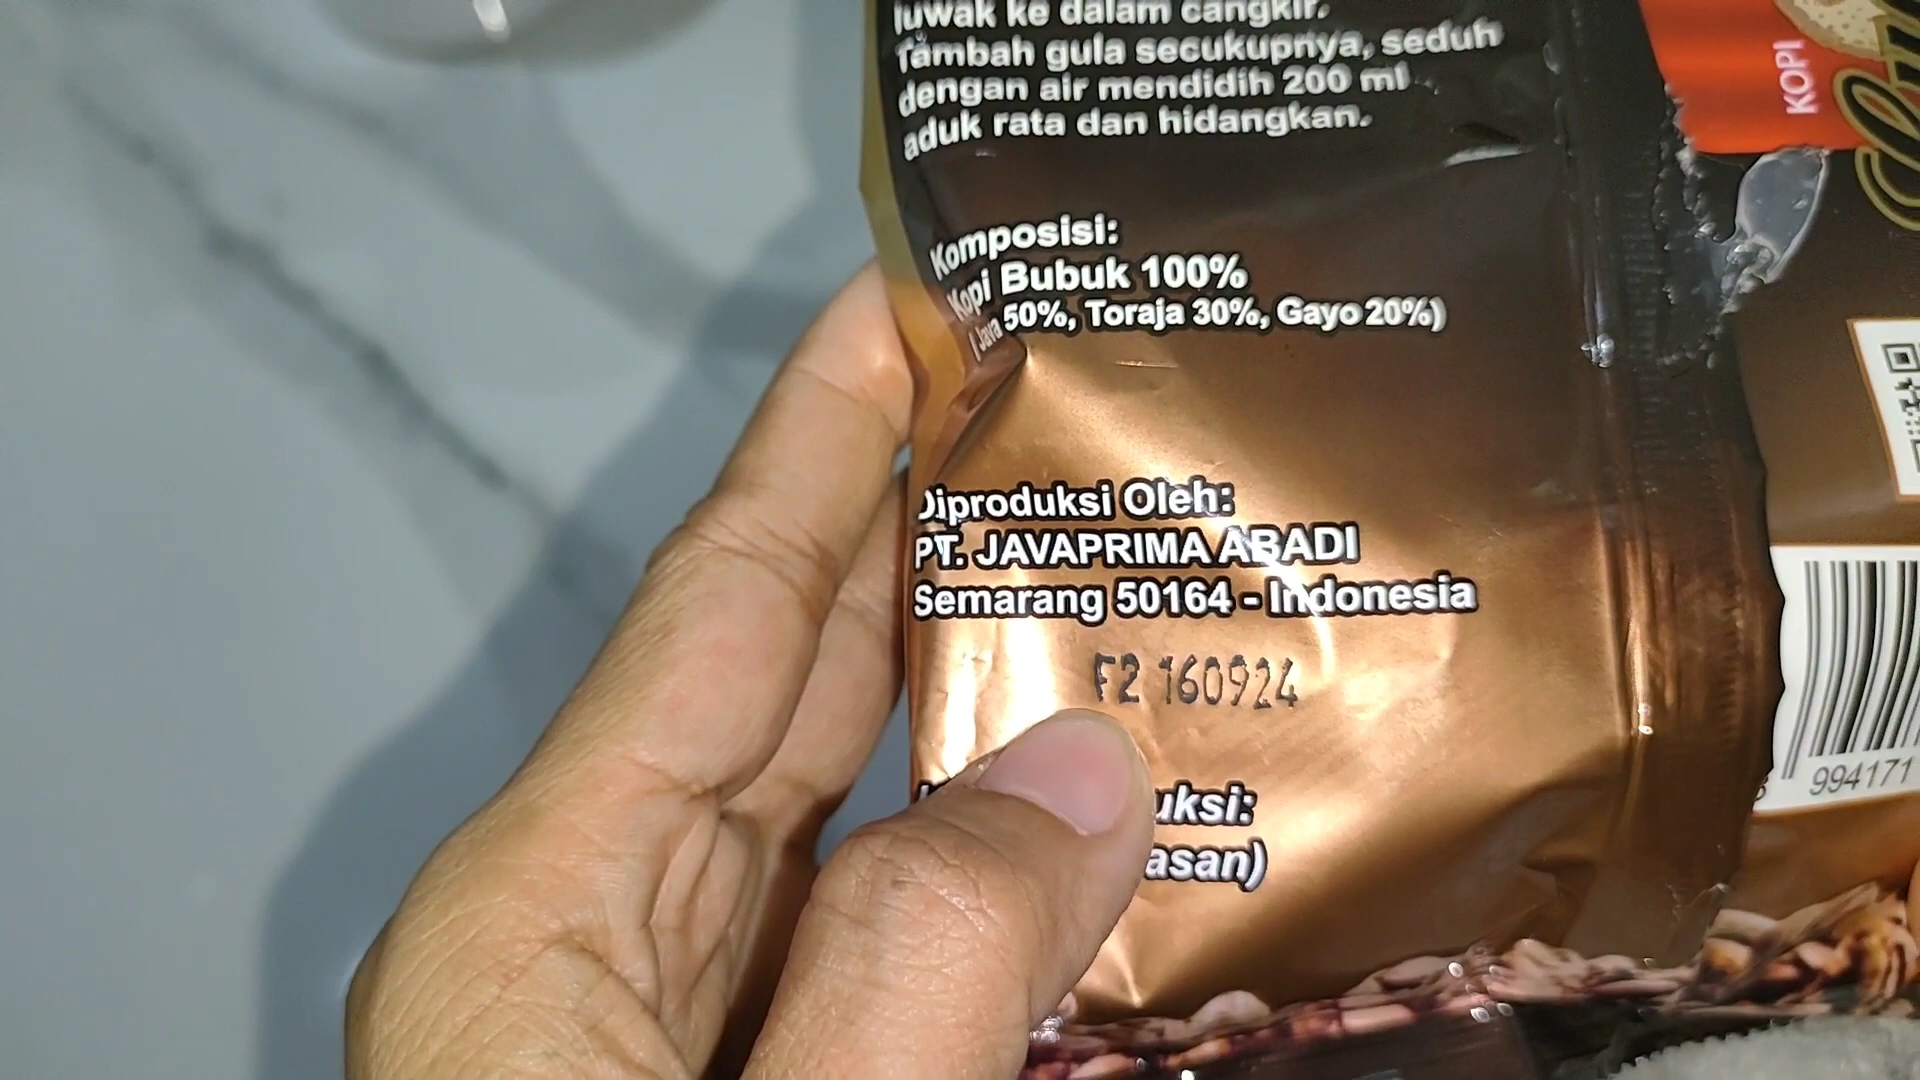 luwak ke dalam cangkir.
Tambah gula secukupnya, seduh
dengan air mendidih 200 ml
aduk rata dan hidangkan.
Komposisi:
Kopi Bubuk 100%
(Java 50%, Toraja 30%, Gayo 20%)
Diproduksi Oleh:
PT. JAVAPRIMA ABADI
Semarang 50164 - Indonesia
F2 160924
uksi:
asan)
KOPI
994171